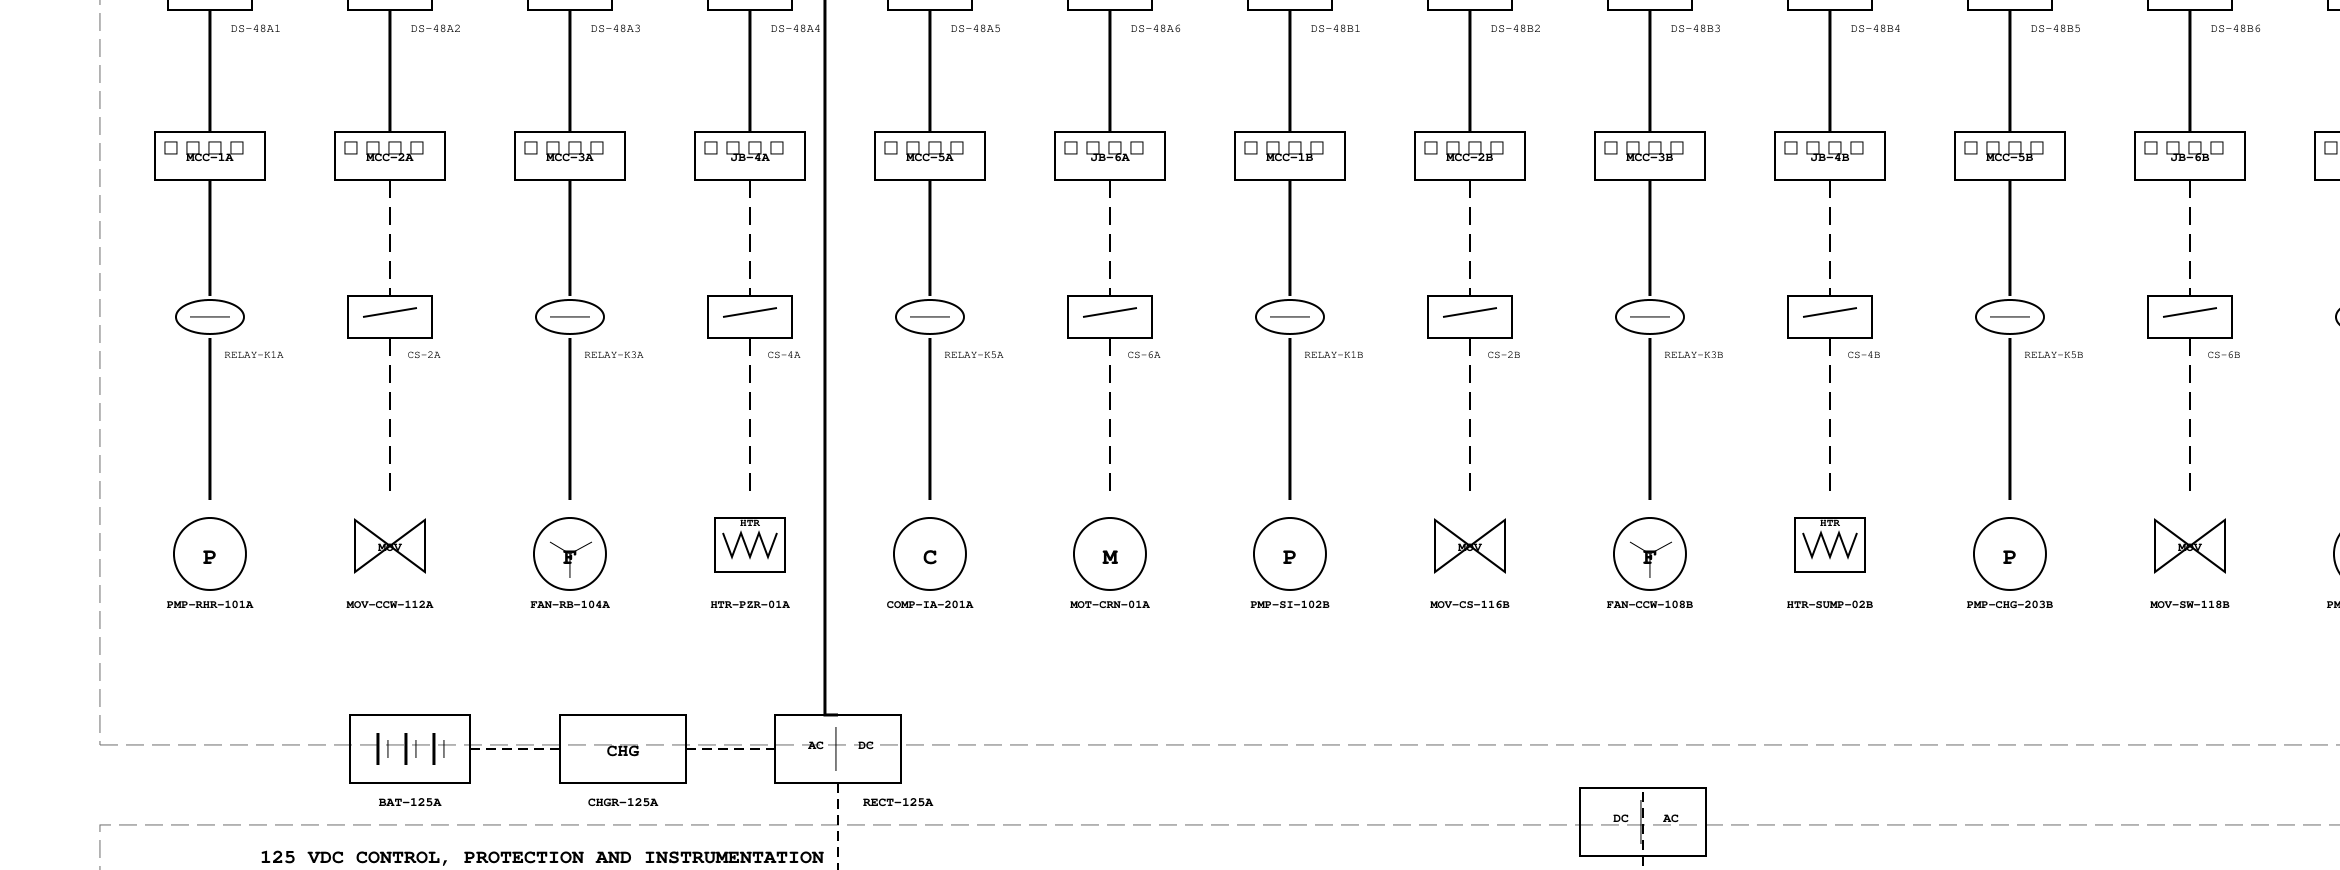 DS-48A1 DS-48A2 DS-48A3 DS-48A4 DS-48A5 DS-48A6 DS-48B1 DS-48B2 DS-48B3 DS-48B4 DS-48B5 DS-48B6
MCC-1A MCC-2A MCC-3A JB-4A MCC-5A JB-6A MCC-1B MCC-2B MCC-3B JB-4B MCC-5B JB-6B
RELAY-K1A CS-2A RELAY-K3A CS-4A RELAY-K5A CS-6A RELAY-K1B CS-2B RELAY-K3B CS-4B RELAY-K5B CS-6B
HTR HTR
P MOV F C M P MOV F P MOV
PMP-RHR-101A MOV-CCW-112A FAN-RB-104A HTR-PZR-01A COMP-IA-201A MOT-CRN-01A PMP-SI-102B MOV-CS-116B FAN-CCW-108B HTR-SUMP-02B PMP-CHG-203B MOV-SW-118B
CHG AC DC
BAT-125A CHGR-125A RECT-125A
DC AC
125 VDC CONTROL, PROTECTION AND INSTRUMENTATION